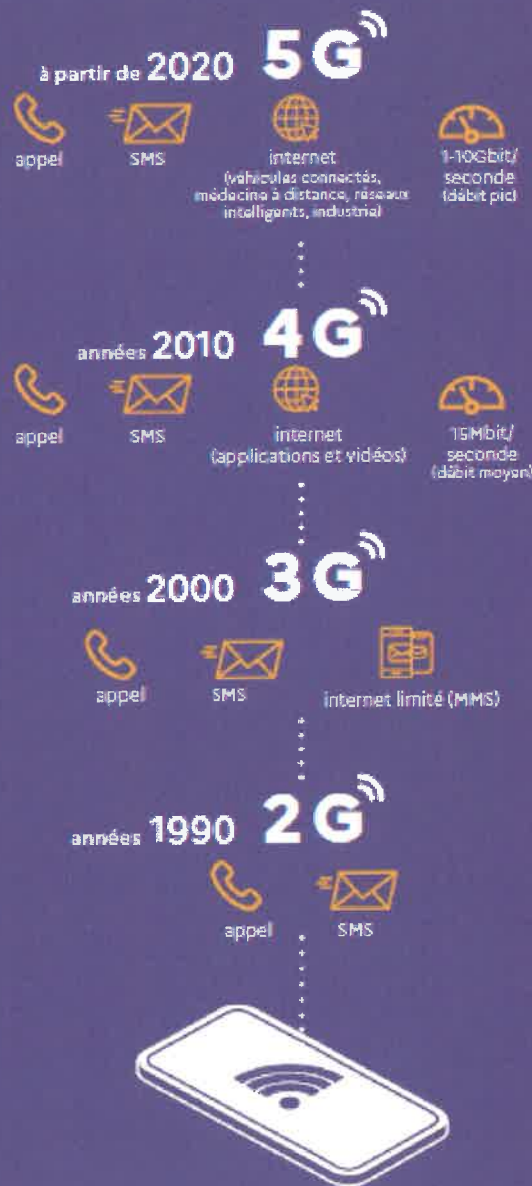 à partir de 2020 5G
appel
SMS
internet
(véhicules connectés,
médecine à distance, réseaux
intelligents, industrie)
1-10Gbit/
seconde
(débit pic)
années 2010 4G
appel
SMS
internet
(applications et vidéos)
15Mbit/
seconde
(débit moyen)
années 2000 3G
appel
SMS
internet limité (MMS)
années 1990 2G
appel
SMS